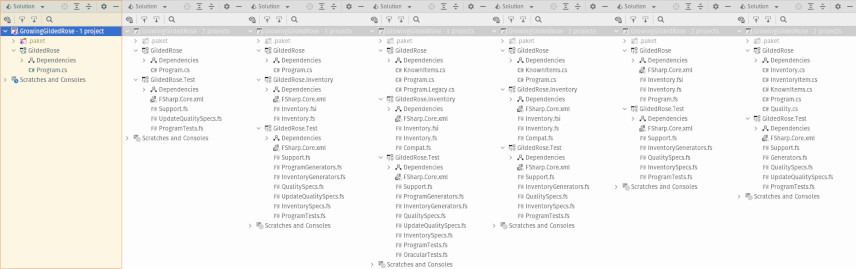 Solution
GrowingGildedRose - 1 project
paket
GildedRose
Dependencies
Program.cs
Scratches and Consoles
Solution
paket
GildedRose
Dependencies
Program.cs
GildedRose.Test
Dependencies
FSharp.Core.xml
Support.fs
UpdateQualitySpecs.fs
ProgramTests.fs
Scratches and Consoles
Solution
paket
GildedRose
Dependencies
Program.cs
GildedRose.Inventory
Dependencies
FSharp.Core.xml
Inventory.fsi
Inventory.fs
GildedRose.Test
Dependencies
FSharp.Core.xml
Support.fs
ProgramGenerators.fs
InventoryGenerators.fs
QualitySpecs.fs
UpdateQualitySpecs.fs
InventorySpecs.fs
ProgramTests.fs
Scratches and Consoles
Solution
paket
GildedRose
Dependencies
KnownItems.cs
Program.cs
Program.Legacy.cs
GildedRose.Inventory
Dependencies
FSharp.Core.xml
Inventory.fsi
Inventory.fs
Compat.fs
GildedRose.Test
Dependencies
FSharp.Core.xml
Support.fs
ProgramGenerators.fs
InventoryGenerators.fs
QualitySpecs.fs
UpdateQualitySpecs.fs
InventorySpecs.fs
ProgramTests.fs
OracularTests.fs
Scratches and Consoles
Solution
paket
GildedRose
Dependencies
KnownItems.cs
Program.cs
GildedRose.Inventory
Dependencies
FSharp.Core.xml
Inventory.fsi
Inventory.fs
Compat.fs
GildedRose.Test
Dependencies
FSharp.Core.xml
Support.fs
InventoryGenerators.fs
QualitySpecs.fs
InventorySpecs.fs
ProgramTests.fs
Scratches and Consoles
Solution
paket
GildedRose
Dependencies
FSharp.Core.xml
Inventory.fsi
Inventory.fs
Program.fs
GildedRose.Test
Dependencies
FSharp.Core.xml
Support.fs
InventoryGenerators.fs
QualitySpecs.fs
InventorySpecs.fs
ProgramTests.fs
Scratches and Consoles
Solution
paket
GildedRose
Dependencies
Inventory.cs
InventoryItems.cs
KnownItems.cs
Program.cs
Quality.cs
GildedRose.Test
Dependencies
FSharp.Core.xml
Support.fs
Generators.fs
QualitySpecs.fs
UpdateQualitySpecs.fs
ProgramTests.fs
Scratches and Consoles